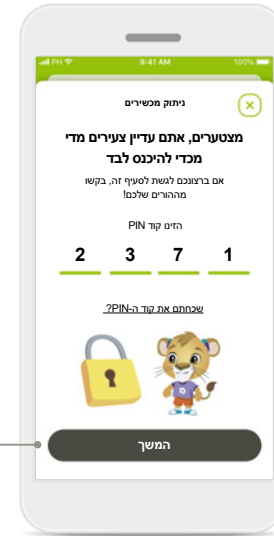 PH 9:41 AM 100%
ניתוק מכשירים
מצטערים, אתם עדיין צעירים מדי
מכדי להיכנס לבד
אם ברצונכם לגשת לסעיף זה, בקשו
מההורים שלכם!
הזינו קוד PIN
2 3 7 1
שכחתם את קוד ה-PIN?
המשך